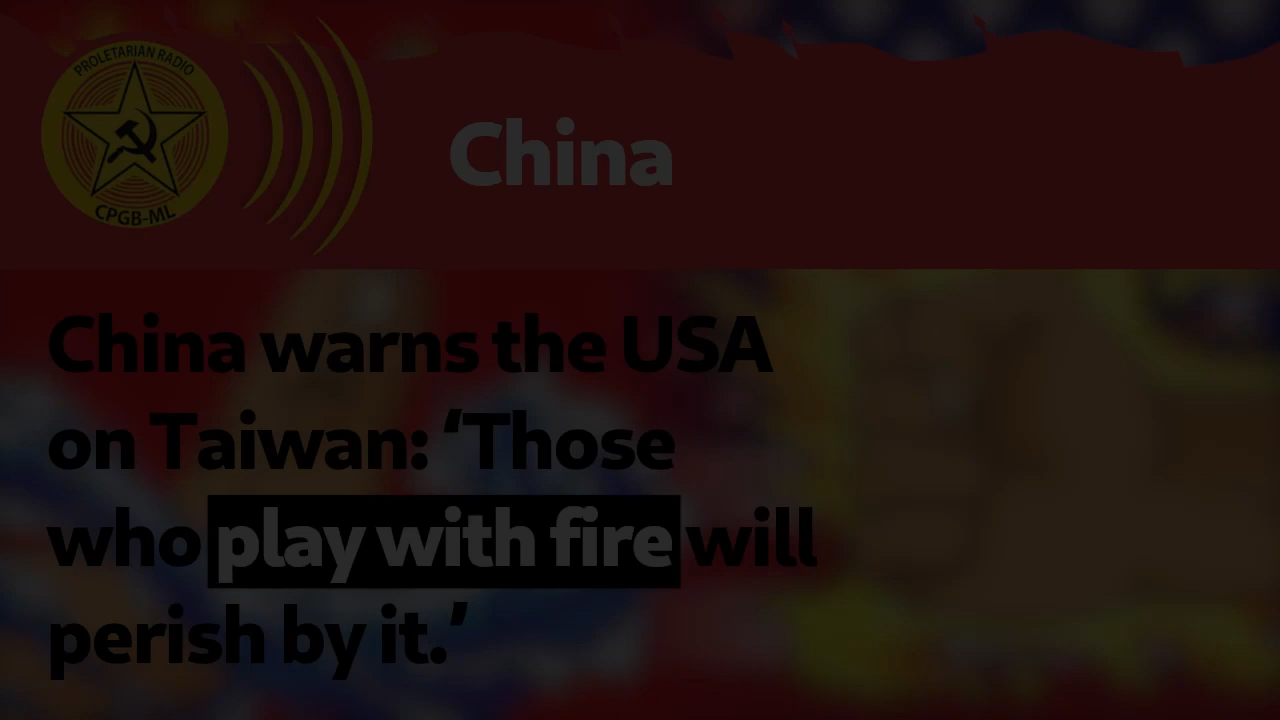 PROLETARIAN RADIO
CPGB-ML
China
China warns the USA
on Taiwan: ‘Those
who play with fire will
perish by it.’